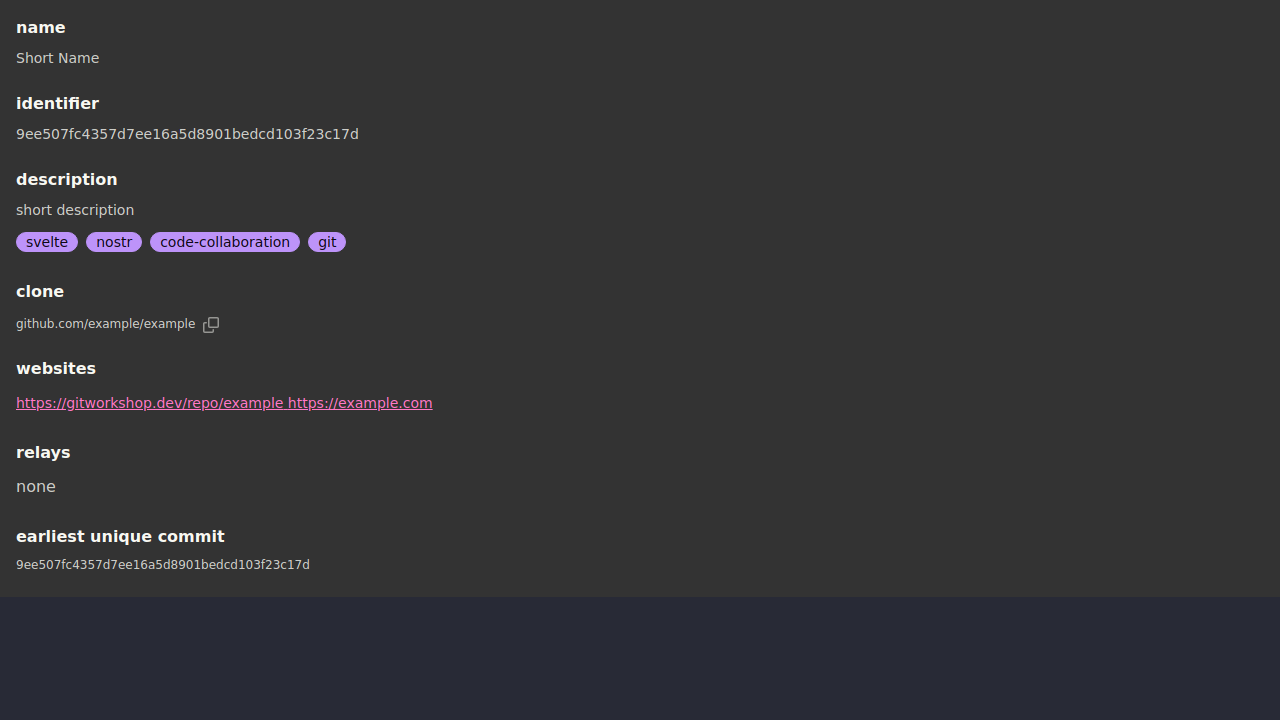 name
Short Name
identifier
9ee507fc4357d7ee16a5d8901bedcd103f23c17d
description
short description
svelte nostr code-collaboration git
clone
github.com/example/example
websites
https://gitworkshop.dev/repo/example https://example.com
relays
none
earliest unique commit
9ee507fc4357d7ee16a5d8901bedcd103f23c17d